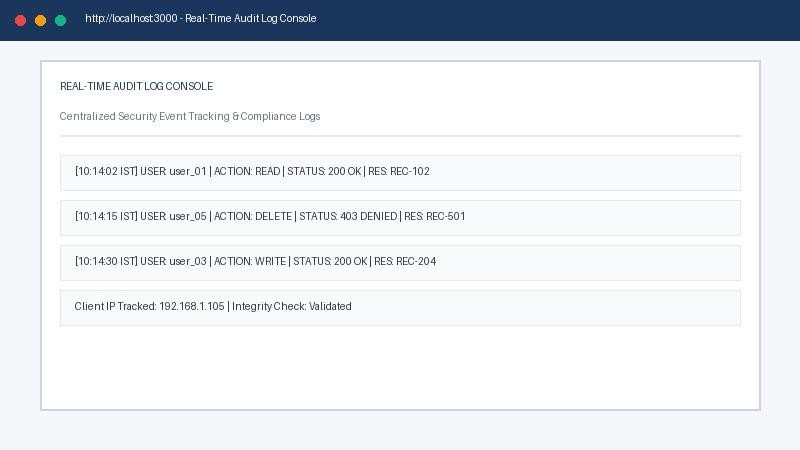 http://localhost:3000 - Real-Time Audit Log Console
REAL-TIME AUDIT LOG CONSOLE
Centralized Security Event Tracking & Compliance Logs
[10:14:02 IST] USER: user_01 | ACTION: READ | STATUS: 200 OK | RES: REC-102
[10:14:15 IST] USER: user_05 | ACTION: DELETE | STATUS: 403 DENIED | RES: REC-501
[10:14:30 IST] USER: user_03 | ACTION: WRITE | STATUS: 200 OK | RES: REC-204
Client IP Tracked: 192.168.1.105 | Integrity Check: Validated